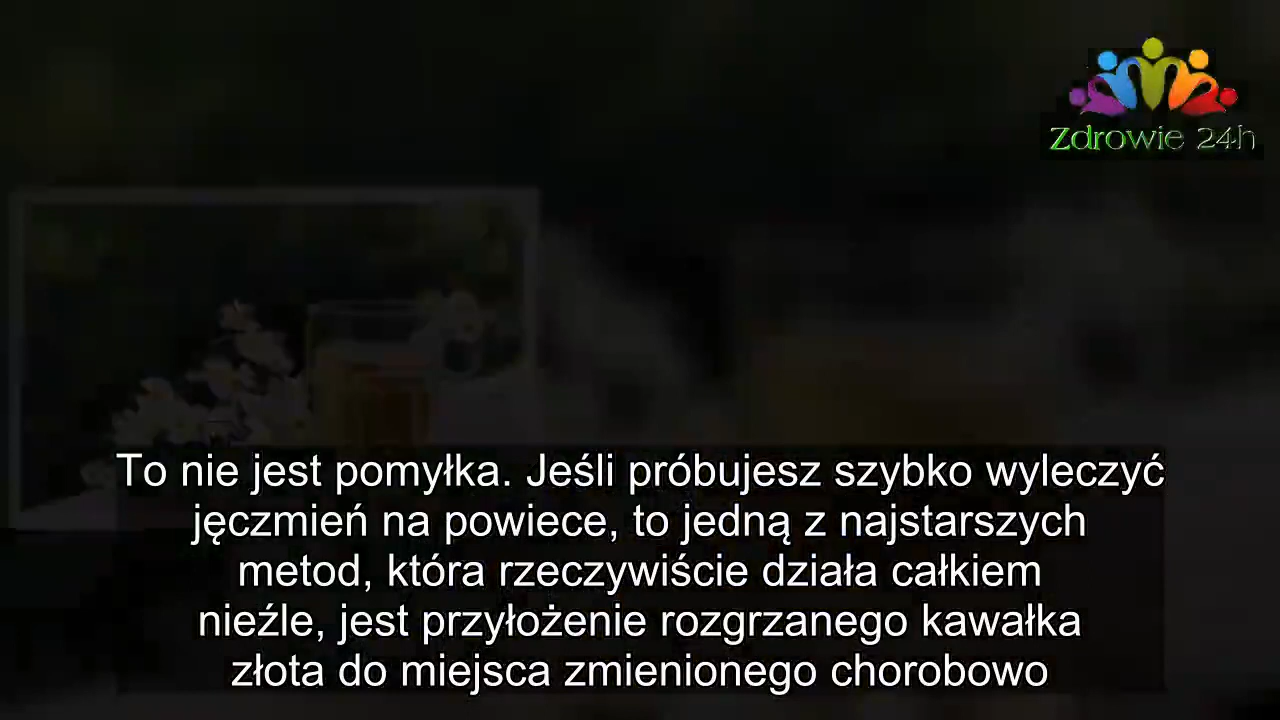 Zdrowie 24h
To nie jest pomyłka. Jeśli próbujesz szybko wyleczyć
jęczmień na powiece, to jedną z najstarszych
metod, która rzeczywiście działa całkiem
nieźle, jest przyłożenie rozgrzanego kawałka
złota do miejsca zmienionego chorobowo